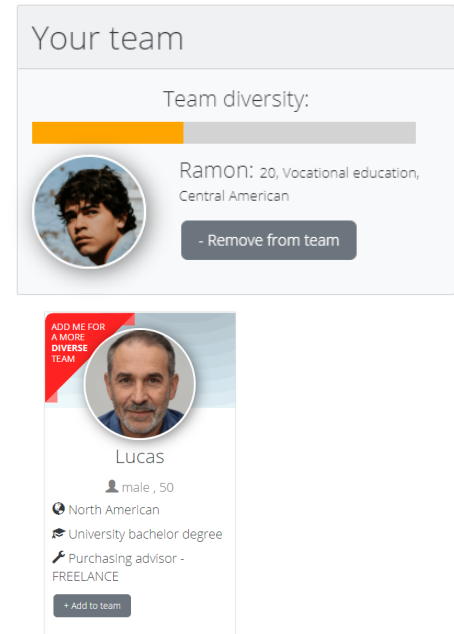 Your team
Team diversity:
Ramon: 20, Vocational education,
Central American
- Remove from team
ADD ME FOR
A MORE
DIVERSE
TEAM
Lucas
male , 50
North American
University bachelor degree
Purchasing advisor -
FREELANCE
+ Add to team